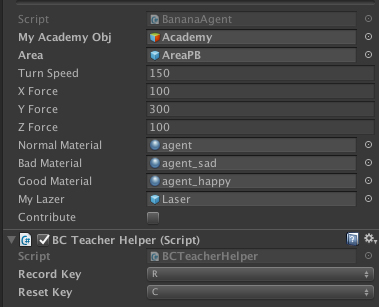 Script BananaAgent
My Academy Obj Academy
Area AreaPB
Turn Speed 150
X Force 100
Y Force 300
Z Force 100
Normal Material agent
Bad Material agent_sad
Good Material agent_happy
My Lazer Laser
Contribute
BC Teacher Helper (Script)
Script BCTeacherHelper
Record Key R
Reset Key C